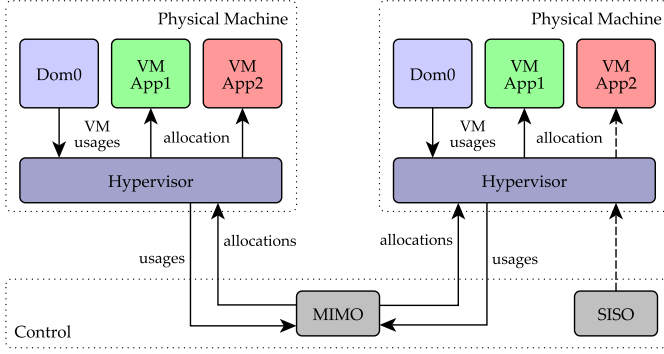 Physical Machine
Physical Machine
Dom0
VM
App1
VM
App2
Dom0
VM
App1
VM
App2
VM
usages
allocation
VM
usages
allocation
Hypervisor
Hypervisor
usages
allocations
allocations
usages
MIMO
SISO
Control